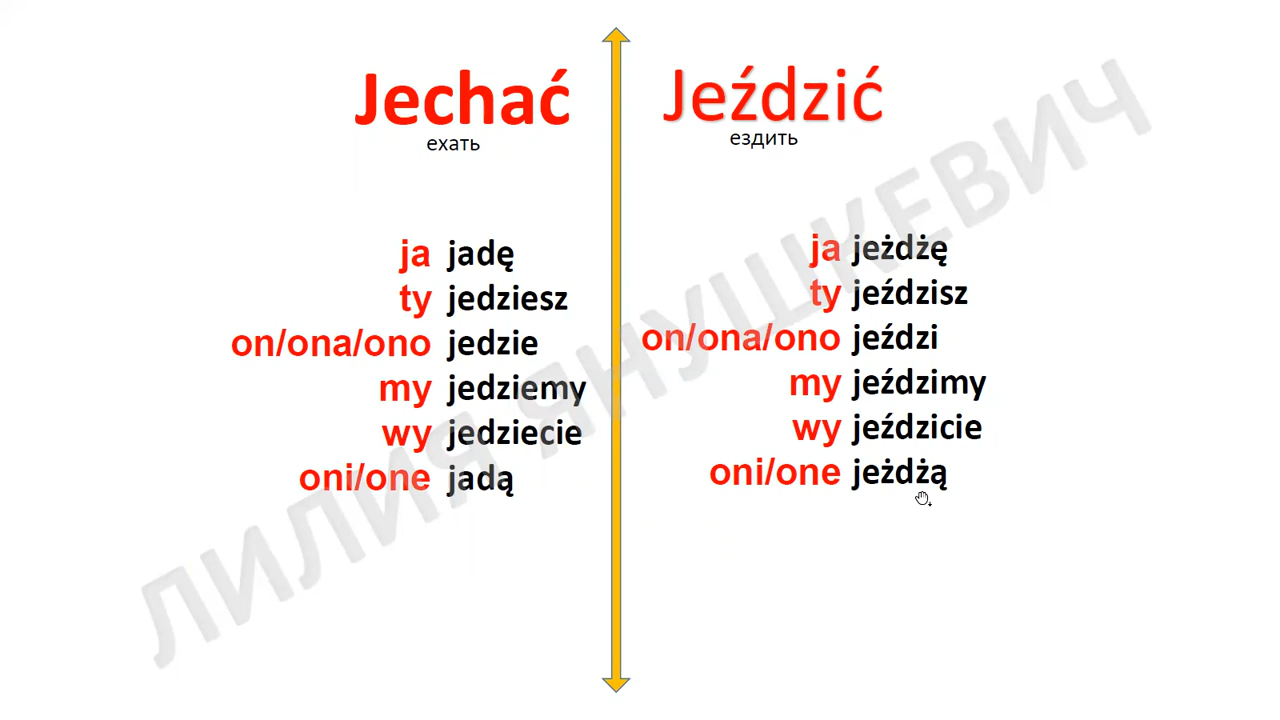 Jechać
ехать
ja jadę
ty jedziesz
on/ona/ono jedzie
my jedziemy
wy jedziecie
oni/one jadą
Jeździć
ездить
ja jeżdżę
ty jeździsz
on/ona/ono jeździ
my jeździmy
wy jeździcie
oni/one jeżdżą
ЛИЛИЯ ЯНУШКЕВИЧ